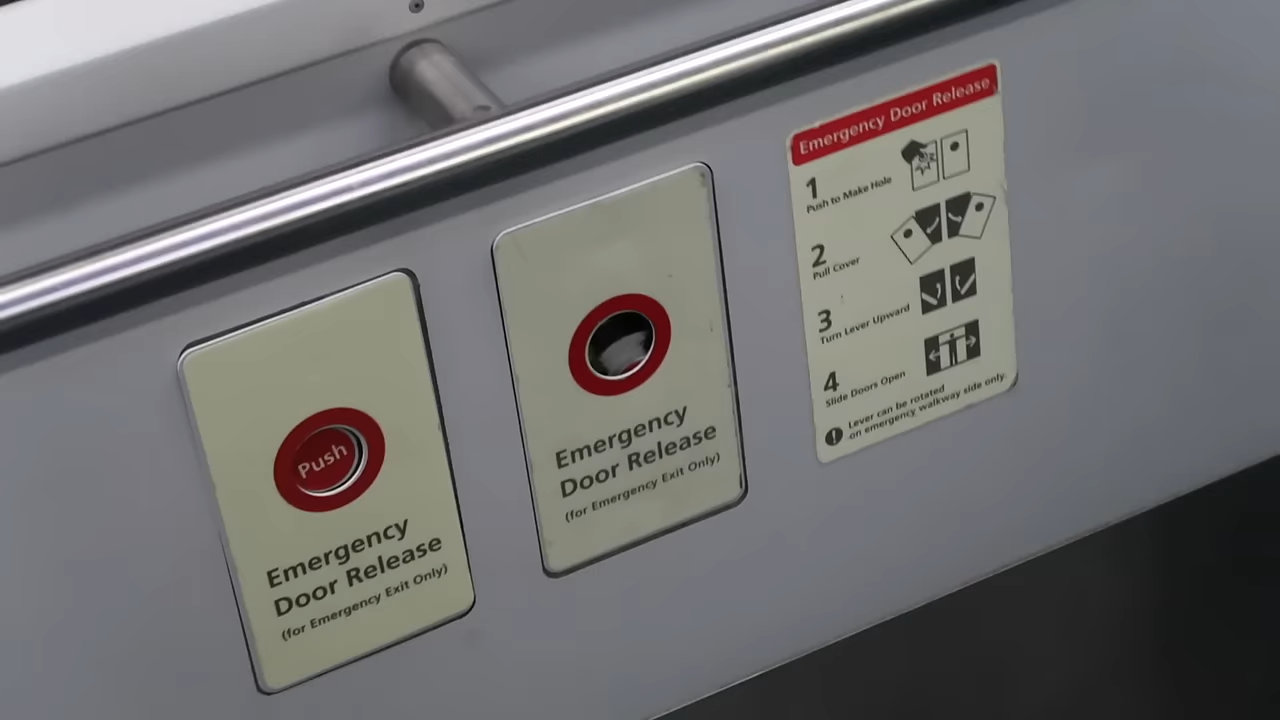 Push
Emergency
Door Release
(for Emergency Exit Only)
Emergency
Door Release
(for Emergency Exit Only)
Emergency Door Release
1
Push to Make Hole
2
Pull Cover
3
Turn Lever Upward
4
Slide Doors Open
! Lever can be rotated
on emergency walkway side only.